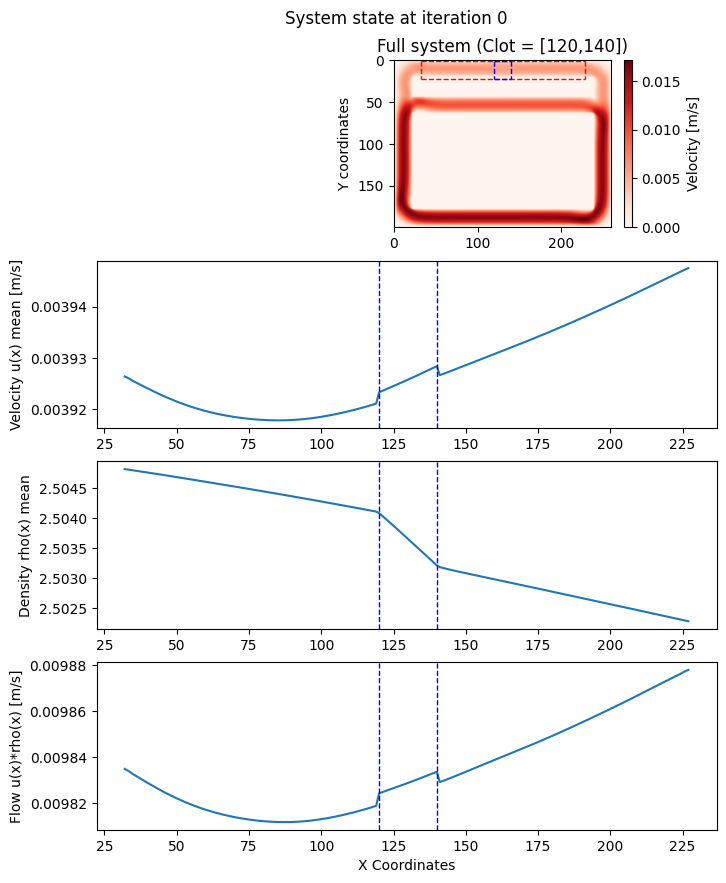 System state at iteration 0
Full system (Clot = [120,140])
Y coordinates
0
50
100
150
0 100 200
0.015
0.010
0.005
0.000
Velocity [m/s]
Velocity u(x) mean [m/s]
0.00394
0.00393
0.00392
25 50 75 100 125 150 175 200 225
Density rho(x) mean
2.5045
2.5040
2.5035
2.5030
2.5025
25 50 75 100 125 150 175 200 225
Flow u(x)*rho(x) [m/s]
0.00988
0.00986
0.00984
0.00982
25 50 75 100 125 150 175 200 225
X Coordinates